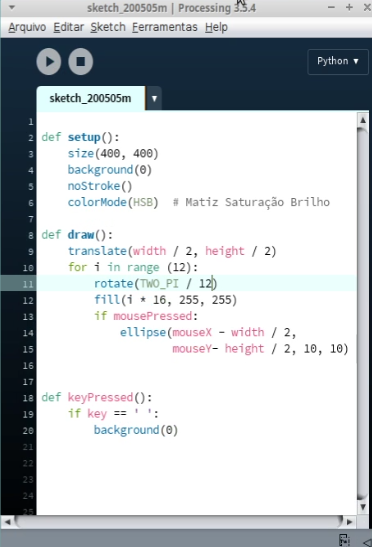 sketch_200505m | Processing 3.5.4
Arquivo Editar Sketch Ferramentas Help
Python ▾
sketch_200505m
1
2 def setup():
3     size(400, 400)
4     background(0)
5     noStroke()
6     colorMode(HSB)  # Matiz Saturação Brilho
7
8 def draw():
9     translate(width / 2, height / 2)
10     for i in range (12):
11         rotate(TWO_PI / 12)
12         fill(i * 16, 255, 255)
13         if mousePressed:
14             ellipse(mouseX - width / 2,
15                     mouseY- height / 2, 10, 10)
16
17
18 def keyPressed():
19     if key == ' ':
20         background(0)
21
22
23
24
25